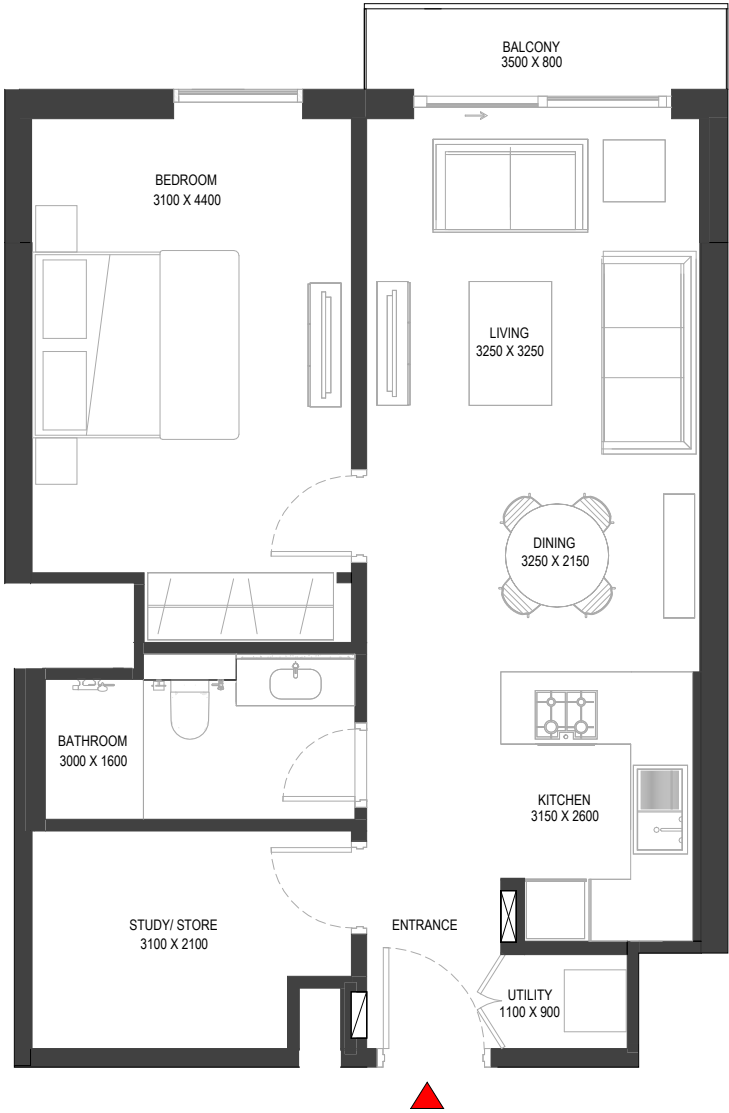 BALCONY
3500 X 800
BEDROOM
3100 X 4400
LIVING
3250 X 3250
DINING
3250 X 2150
BATHROOM
3000 X 1600
KITCHEN
3150 X 2600
STUDY/ STORE
3100 X 2100
ENTRANCE
UTILITY
1100 X 900